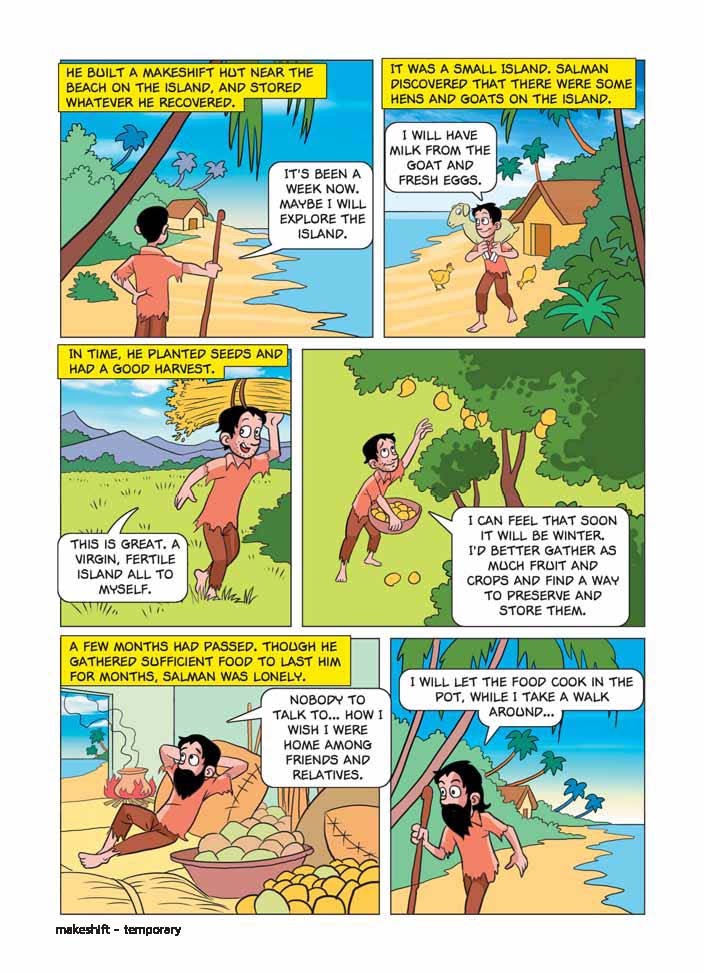 HE BUILT A MAKESHIFT HUT NEAR THE
BEACH ON THE ISLAND, AND STORED
WHATEVER HE RECOVERED.
IT'S BEEN A
WEEK NOW.
MAYBE I WILL
EXPLORE THE
ISLAND.
IT WAS A SMALL ISLAND. SALMAN
DISCOVERED THAT THERE WERE SOME
HENS AND GOATS ON THE ISLAND.
I WILL HAVE
MILK FROM THE
GOAT AND
FRESH EGGS.
IN TIME, HE PLANTED SEEDS AND
HAD A GOOD HARVEST.
THIS IS GREAT. A
VIRGIN, FERTILE
ISLAND ALL TO
MYSELF.
I CAN FEEL THAT SOON
IT WILL BE WINTER.
I'D BETTER GATHER AS
MUCH FRUIT AND
CROPS AND FIND A WAY
TO PRESERVE AND
STORE THEM.
A FEW MONTHS HAD PASSED. THOUGH HE
GATHERED SUFFICIENT FOOD TO LAST HIM
FOR MONTHS, SALMAN WAS LONELY.
NOBODY TO
TALK TO... HOW I
WISH I WERE
HOME AMONG
FRIENDS AND
RELATIVES.
I WILL LET THE FOOD COOK IN THE
POT, WHILE I TAKE A WALK
AROUND...
makeshift - temporary